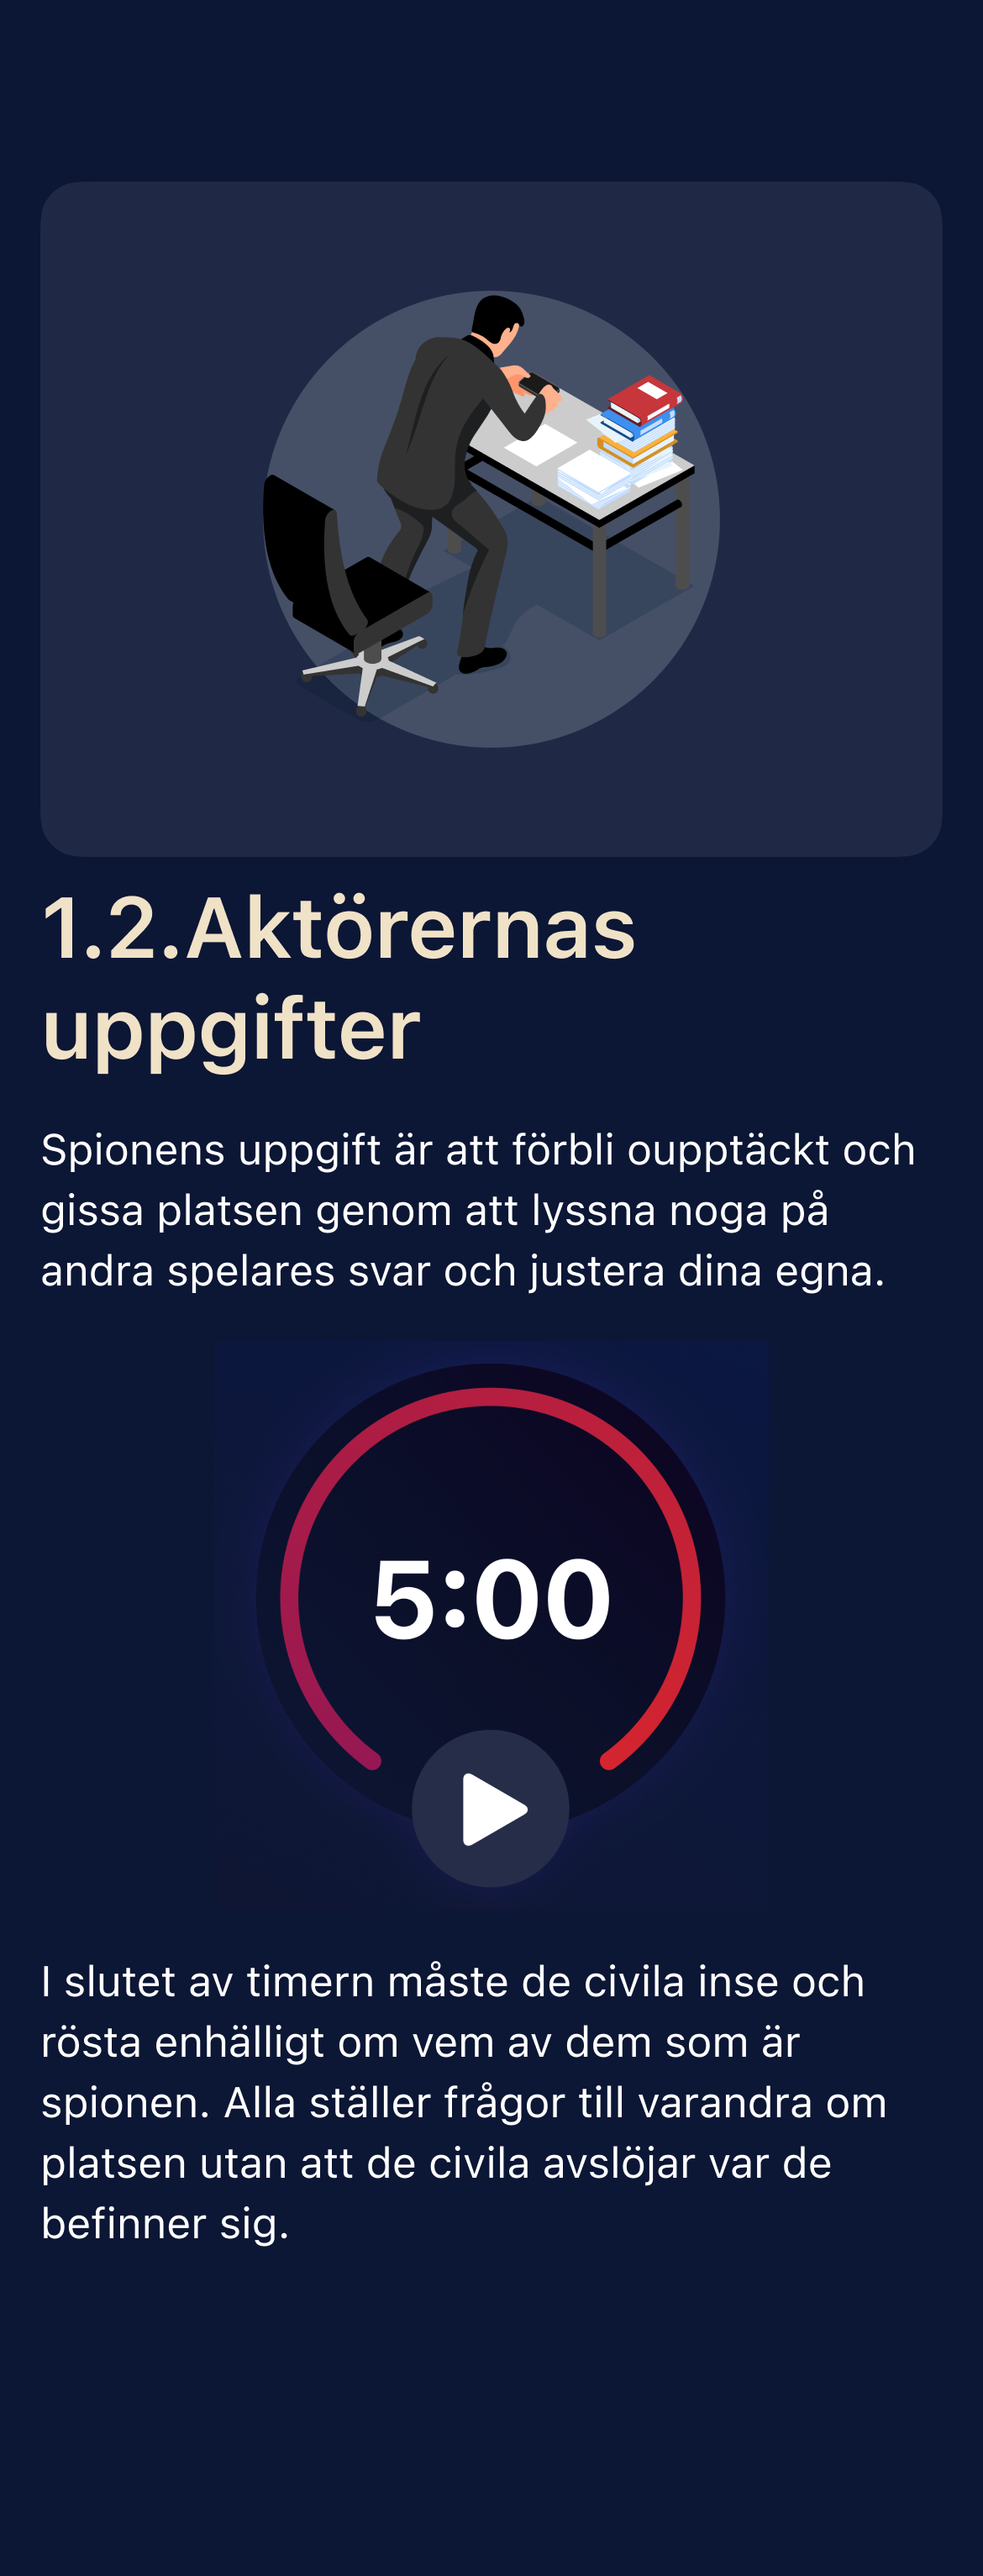 1.2.Aktörernas
uppgifter
Spionens uppgift är att förbli oupptäckt och
gissa platsen genom att lyssna noga på
andra spelares svar och justera dina egna.
5:00
I slutet av timern måste de civila inse och
rösta enhälligt om vem av dem som är
spionen. Alla ställer frågor till varandra om
platsen utan att de civila avslöjar var de
befinner sig.